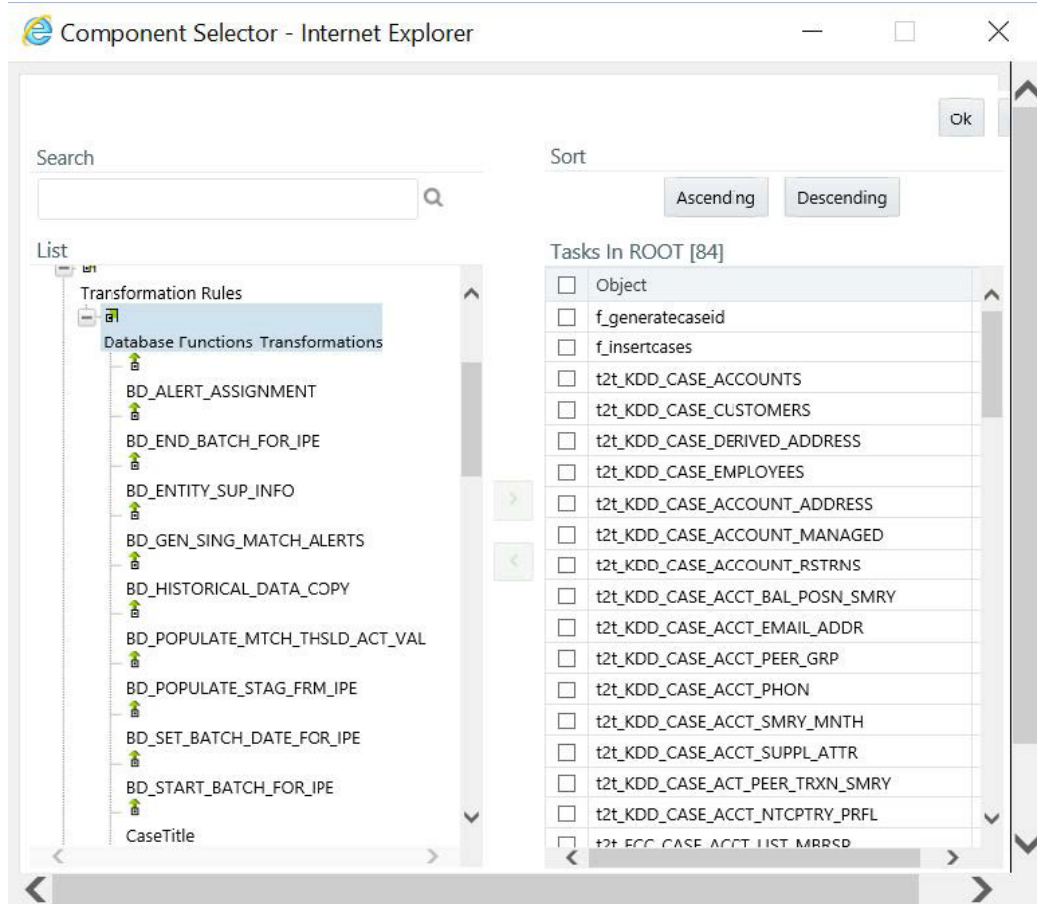 Component Selector - Internet Explorer
Ok
Search
Sort
Ascending
Descending
List
Tasks In ROOT [84]
Transformation Rules
Database Functions Transformations
BD_ALERT_ASSIGNMENT
BD_END_BATCH_FOR_IPE
BD_ENTITY_SUP_INFO
BD_GEN_SING_MATCH_ALERTS
BD_HISTORICAL_DATA_COPY
BD_POPULATE_MTCH_THSLD_ACT_VAL
BD_POPULATE_STAG_FRM_IPE
BD_SET_BATCH_DATE_FOR_IPE
BD_START_BATCH_FOR_IPE
CaseTitle
Object
f_generatecaseid
f_insertcases
t2t_KDD_CASE_ACCOUNTS
t2t_KDD_CASE_CUSTOMERS
t2t_KDD_CASE_DERIVED_ADDRESS
t2t_KDD_CASE_EMPLOYEES
t2t_KDD_CASE_ACCOUNT_ADDRESS
t2t_KDD_CASE_ACCOUNT_MANAGED
t2t_KDD_CASE_ACCOUNT_RSTRNS
t2t_KDD_CASE_ACCT_BAL_POSN_SMRY
t2t_KDD_CASE_ACCT_EMAIL_ADDR
t2t_KDD_CASE_ACCT_PEER_GRP
t2t_KDD_CASE_ACCT_PHON
t2t_KDD_CASE_ACCT_SMRY_MNTH
t2t_KDD_CASE_ACCT_SUPPL_ATTR
t2t_KDD_CASE_ACT_PEER_TRXN_SMRY
t2t_KDD_CASE_ACCT_NTCPTRY_PRFL
t2t_FCC_CASE_ACCT_LIST_MBRSP